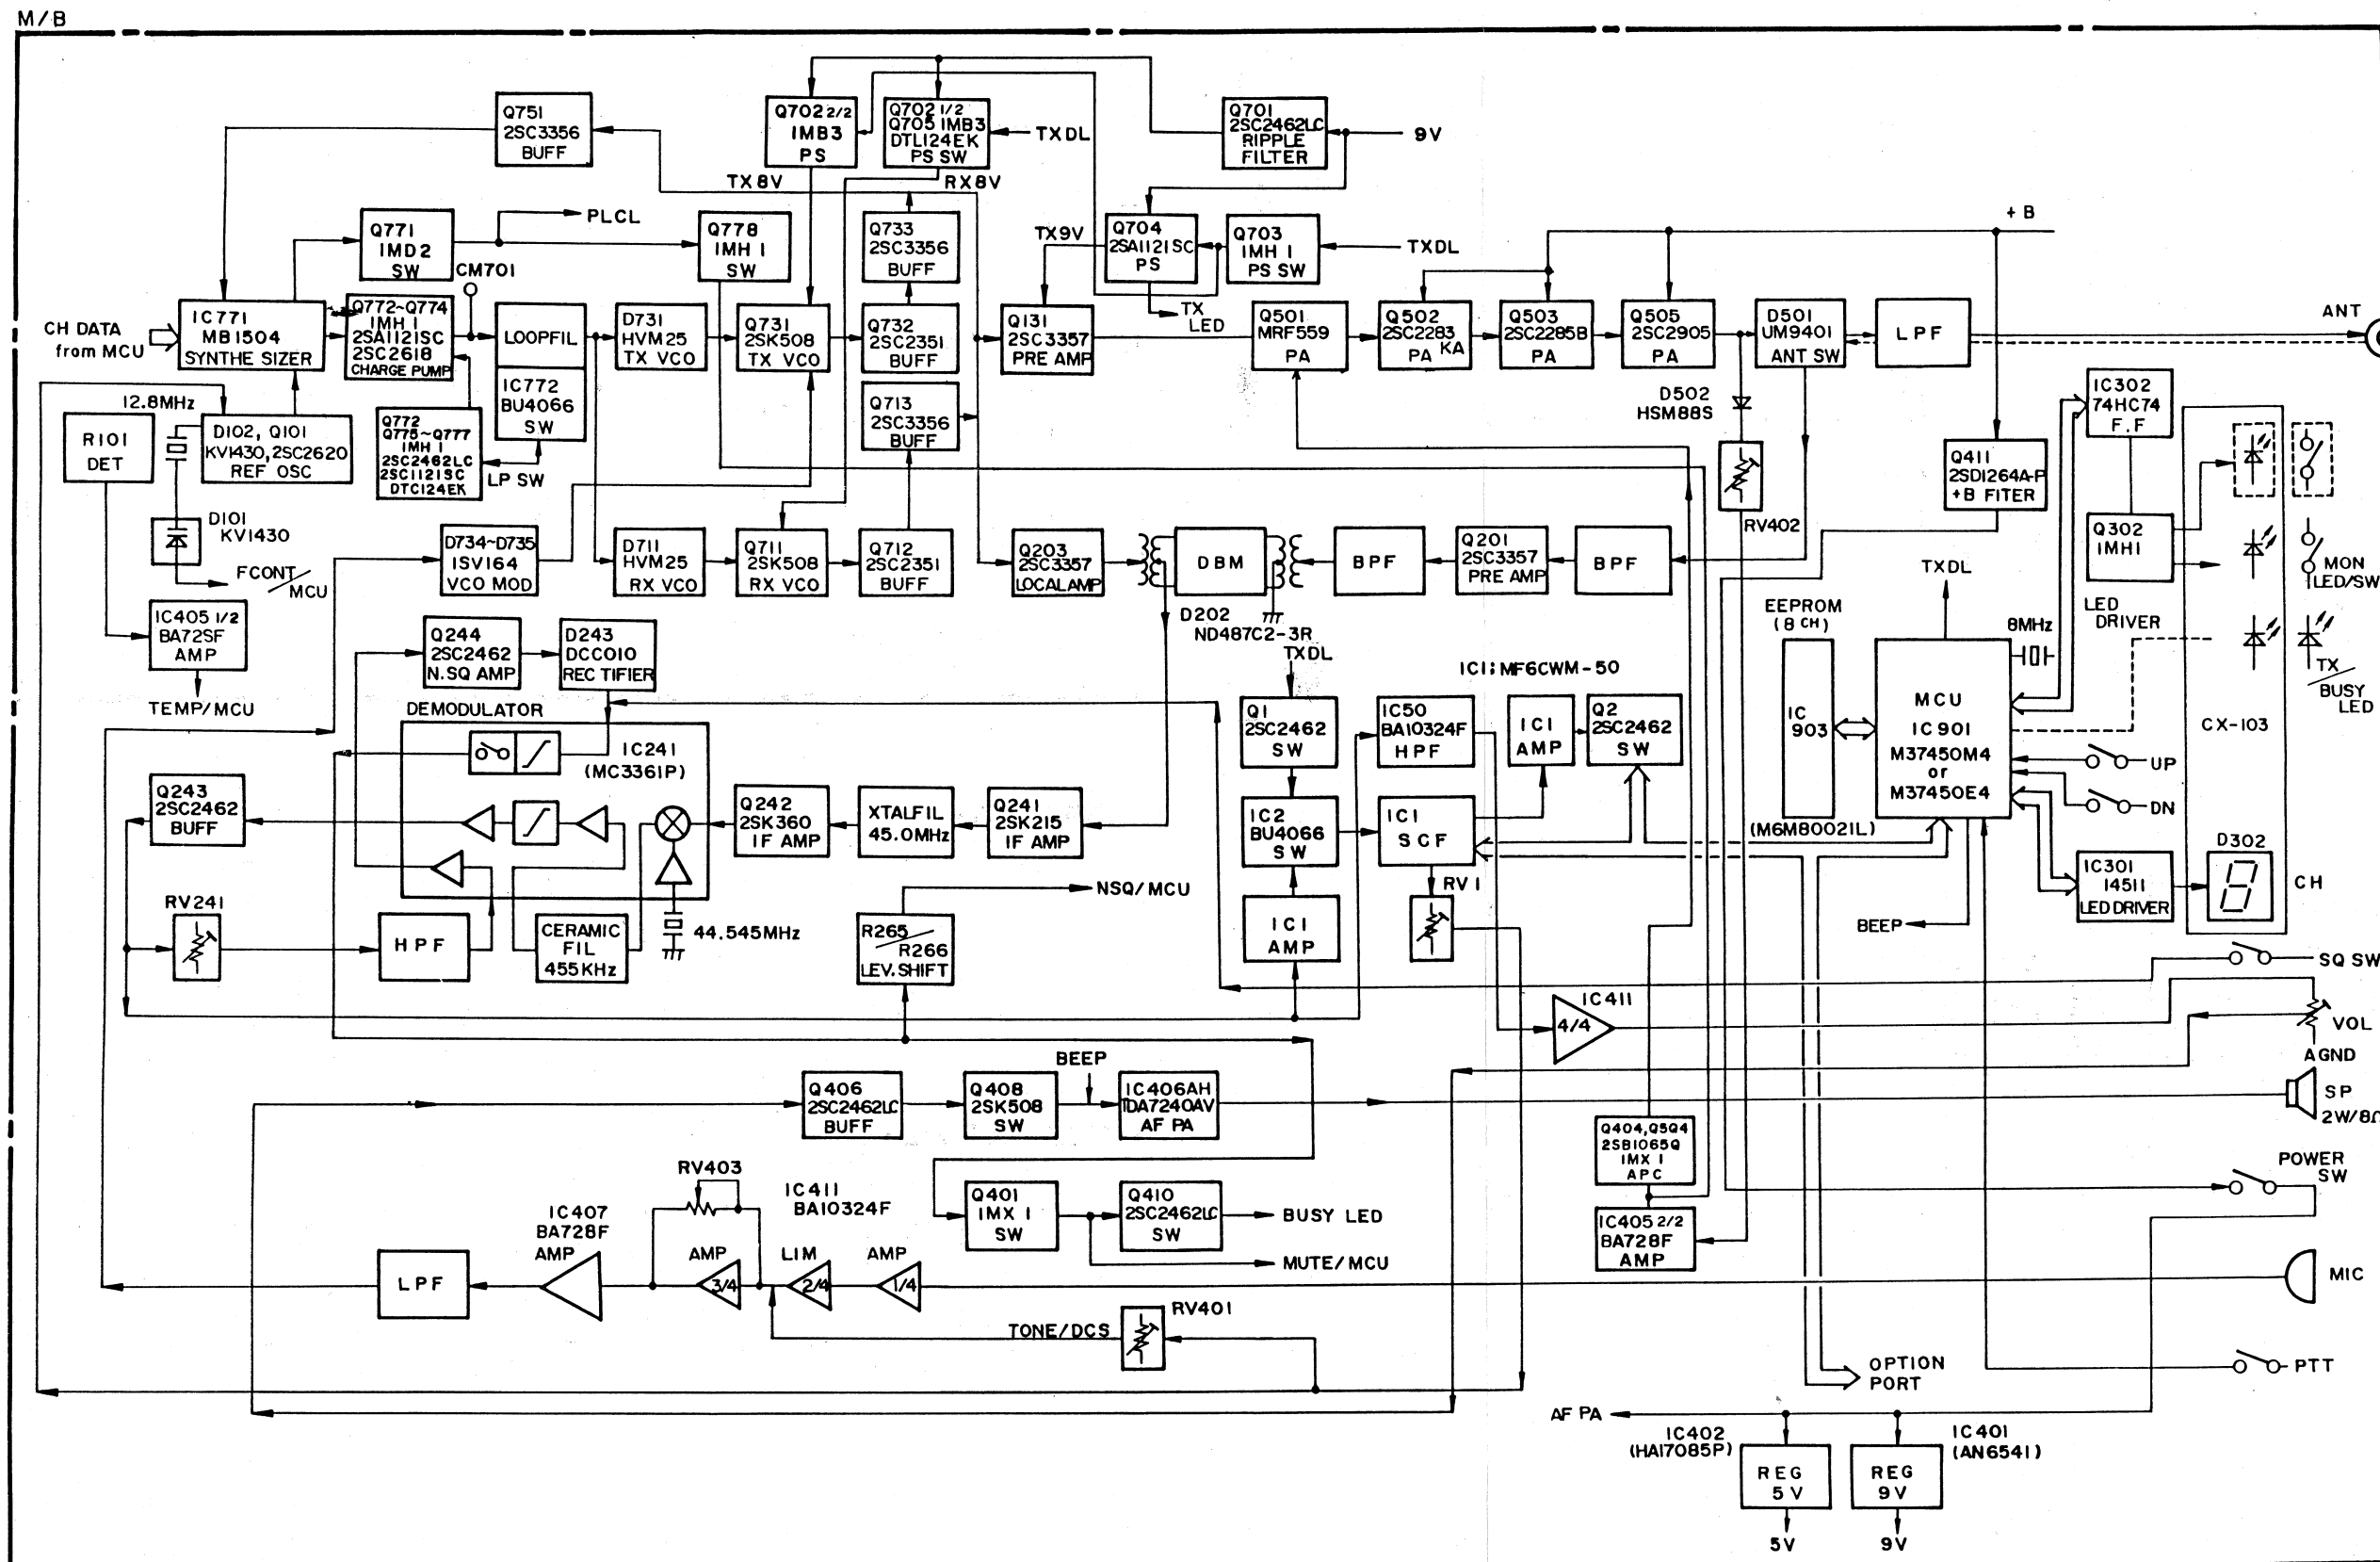 M/B
Q751
2SC3356
BUFF
Q702 2/2
1MB3
PS
Q702 1/2
Q705 1MB3
DTL124EK
PS SW
TXDL
Q701
2SC2462LC
RIPPLE
FILTER
9V
TX8V
RX8V
Q771
1MD2
SW
PLCL
CM701
Q778
1MH 1
SW
Q733
2SC3356
BUFF
TX9V
Q704
2SA1121SC
PS
Q703
1MH 1
PS SW
TXDL
+B
TX
LED
CH DATA
from MCU
IC771
MB1504
SYNTHE SIZER
Q772~Q774
1MH 1
2SA1121SC
2SC2618
CHARGE PUMP
LOOPFIL
IC772
BU4066
SW
D731
HVM25
TX VCO
Q731
2SK508
TX VCO
Q732
2SC2351
BUFF
Q131
2SC3357
PRE AMP
Q501
MRF559
PA
Q502
2SC2283
PA KA
Q503
2SC2285B
PA
Q505
2SC2905
PA
D501
UM9401
ANT SW
LPF
ANT
12.8MHz
R101
DET
D102, Q101
KV1430,2SC2620
REF OSC
Q772
Q775~Q777
1MH 1
2SC2462LC
2SC1121SC
DTC124EK
LP SW
Q713
2SC3356
BUFF
D502
HSM88S
RV402
Q411
2SD1264A-P
+B FITER
IC302
74HC74
F.F
Q302
1MH1
LED
DRIVER
MON
LED/SW
D101
KV1430
FCONT/MCU
D734~D735
1SV164
VCO MOD
D711
HVM25
RX VCO
Q711
2SK508
RX VCO
Q712
2SC2351
BUFF
Q203
2SC3357
LOCALAMP
DBM
BPF
Q201
2SC3357
PRE AMP
BPF
D202
ND487C2-3R
TXDL
TXDL
EEPROM
(8 CH)
8MHz
IC405 1/2
BA72SF
AMP
TEMP/MCU
Q244
2SC2462
N.SQ AMP
D243
DCC010
REC TIFIER
DEMODULATOR
IC241
(MC3361P)
IC1:MF6CWM-50
Q1
2SC2462
SW
IC50
BA10324F
HPF
IC1
AMP
Q2
2SC2462
SW
IC
903
(M6M80021L)
MCU
IC901
M37450M4
or
M37450E4
TX/BUSY
LED
CX-103
UP
DN
Q243
2SC2462
BUFF
Q242
2SK360
IF AMP
XTALFIL
45.0MHz
Q241
2SK215
IF AMP
IC2
BU4066
SW
IC1
SCF
RV1
IC301
14511
LED DRIVER
D302
CH
BEEP
RV241
HPF
CERAMIC
FIL
455KHz
44.545MHz
NSQ/MCU
R265/R266
LEV. SHIFT
IC1
AMP
SQ SW
IC411
4/4
VOL
AGND
BEEP
Q406
2SC2462LC
BUFF
Q408
2SK508
SW
IC406AH
TDA7240AV
AF PA
SP
2W/8Ω
Q404,Q504
2SB1065Q
1MX 1
APC
POWER
SW
RV403
IC407
BA728F
AMP
IC411
BA10324F
Q401
1MX 1
SW
Q410
2SC2462LC
SW
BUSY LED
MUTE/MCU
IC405 2/2
BA728F
AMP
LPF
AMP
3/4
LIM
2/4
AMP
1/4
MIC
RV401
TONE/DCS
OPTION
PORT
PTT
AF PA
IC402
(HA17085P)
REG
5V
IC401
(AN6541)
REG
9V
5V
9V